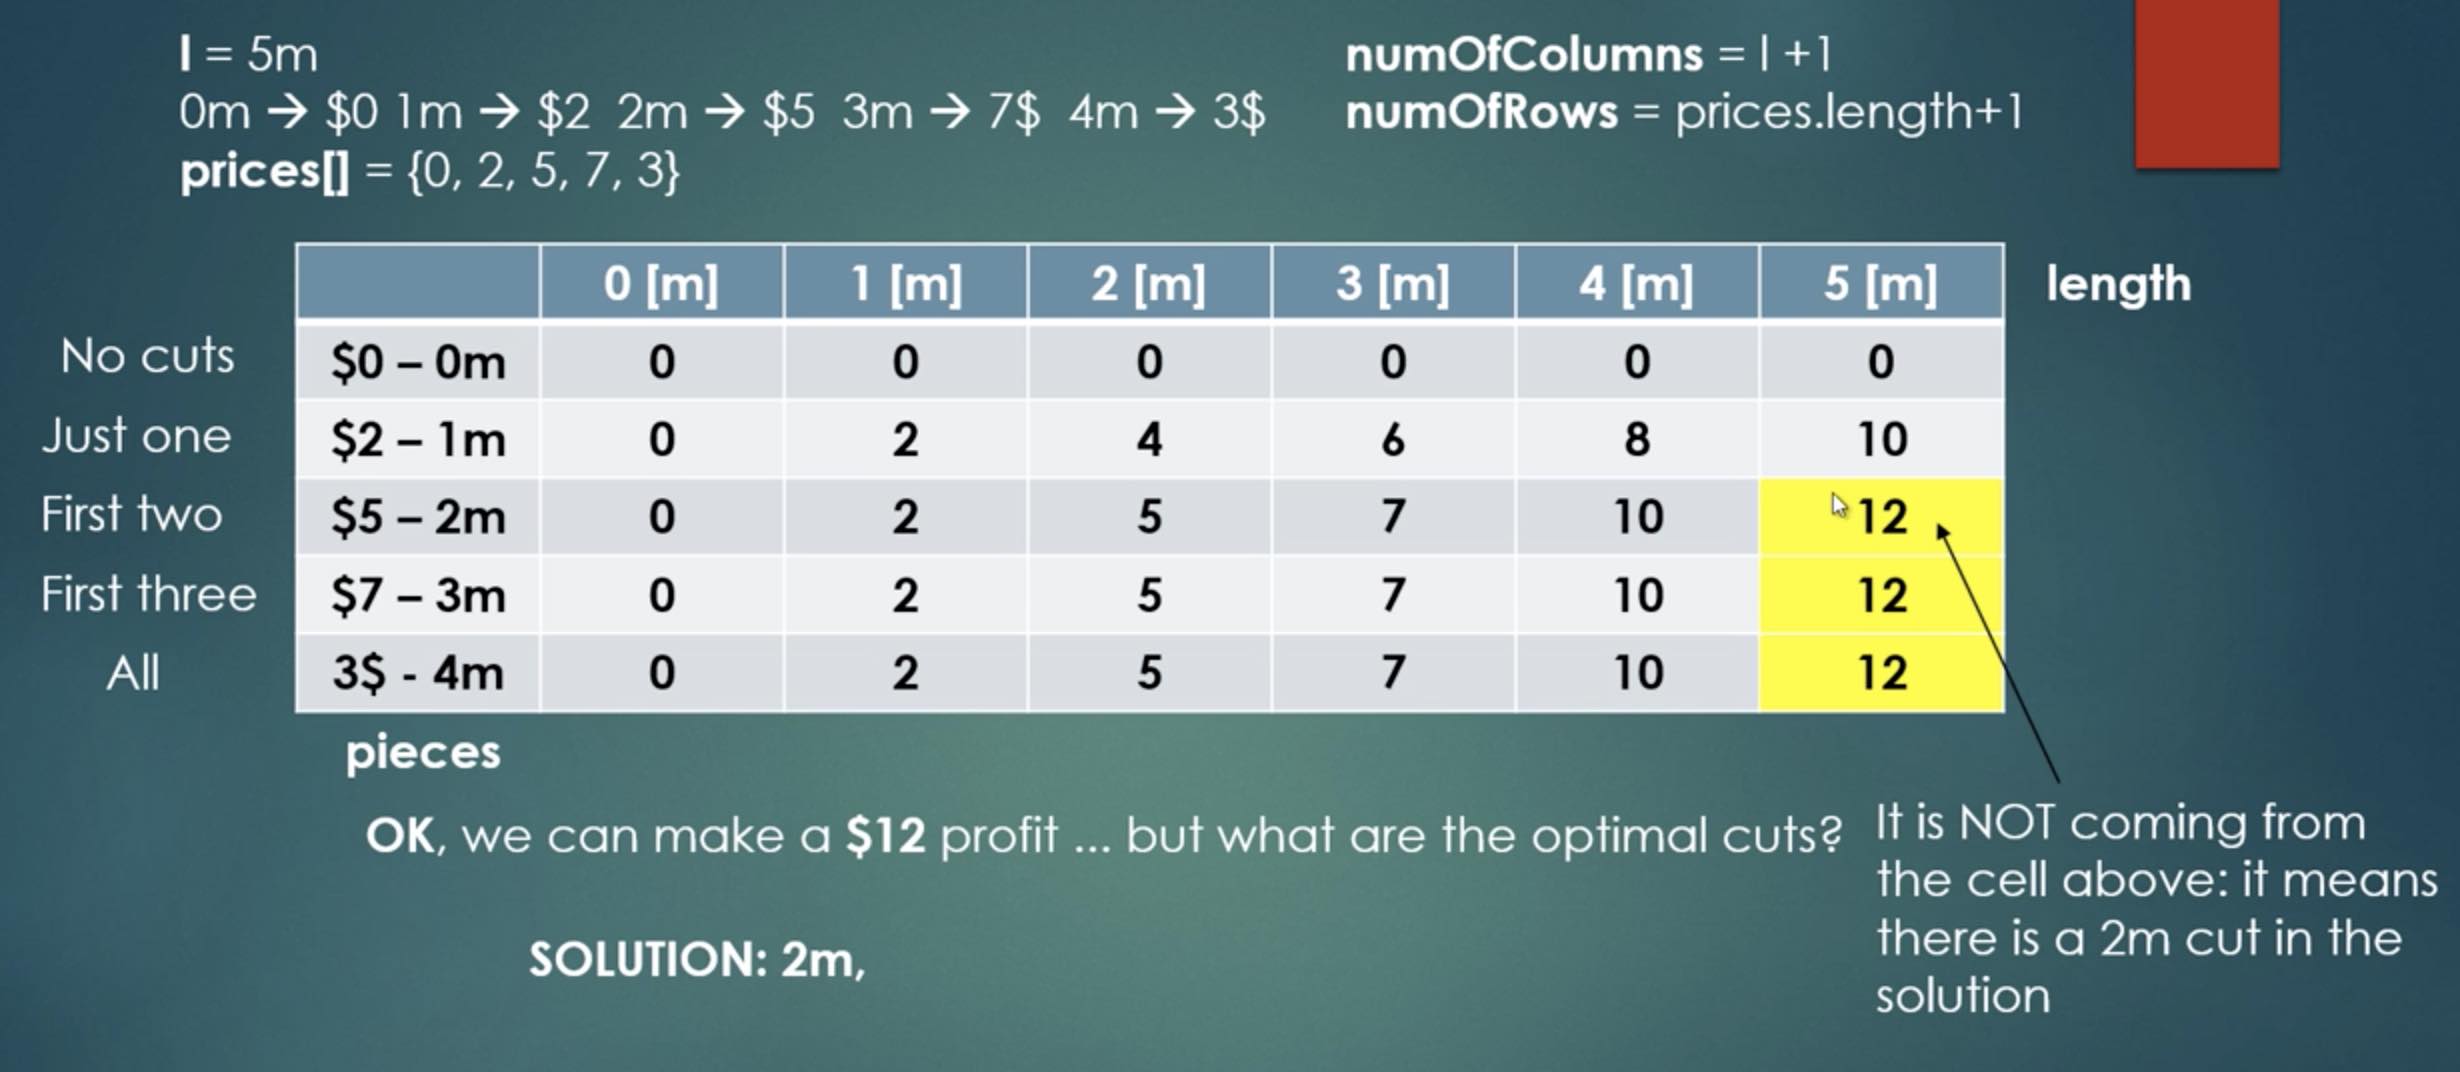 l = 5m
0m → $0 1m → $2 2m → $5 3m → 7$ 4m → 3$
prices[] = {0, 2, 5, 7, 3}
numOfColumns = l +1
numOfRows = prices.length+1
0 [m] 1 [m] 2 [m] 3 [m] 4 [m] 5 [m] length
No cuts $0 – 0m 0 0 0 0 0 0
Just one $2 – 1m 0 2 4 6 8 10
First two $5 – 2m 0 2 5 7 10 12
First three $7 – 3m 0 2 5 7 10 12
All 3$ - 4m 0 2 5 7 10 12
pieces
OK, we can make a $12 profit ... but what are the optimal cuts?
It is NOT coming from
the cell above: it means
there is a 2m cut in the
solution
SOLUTION: 2m,